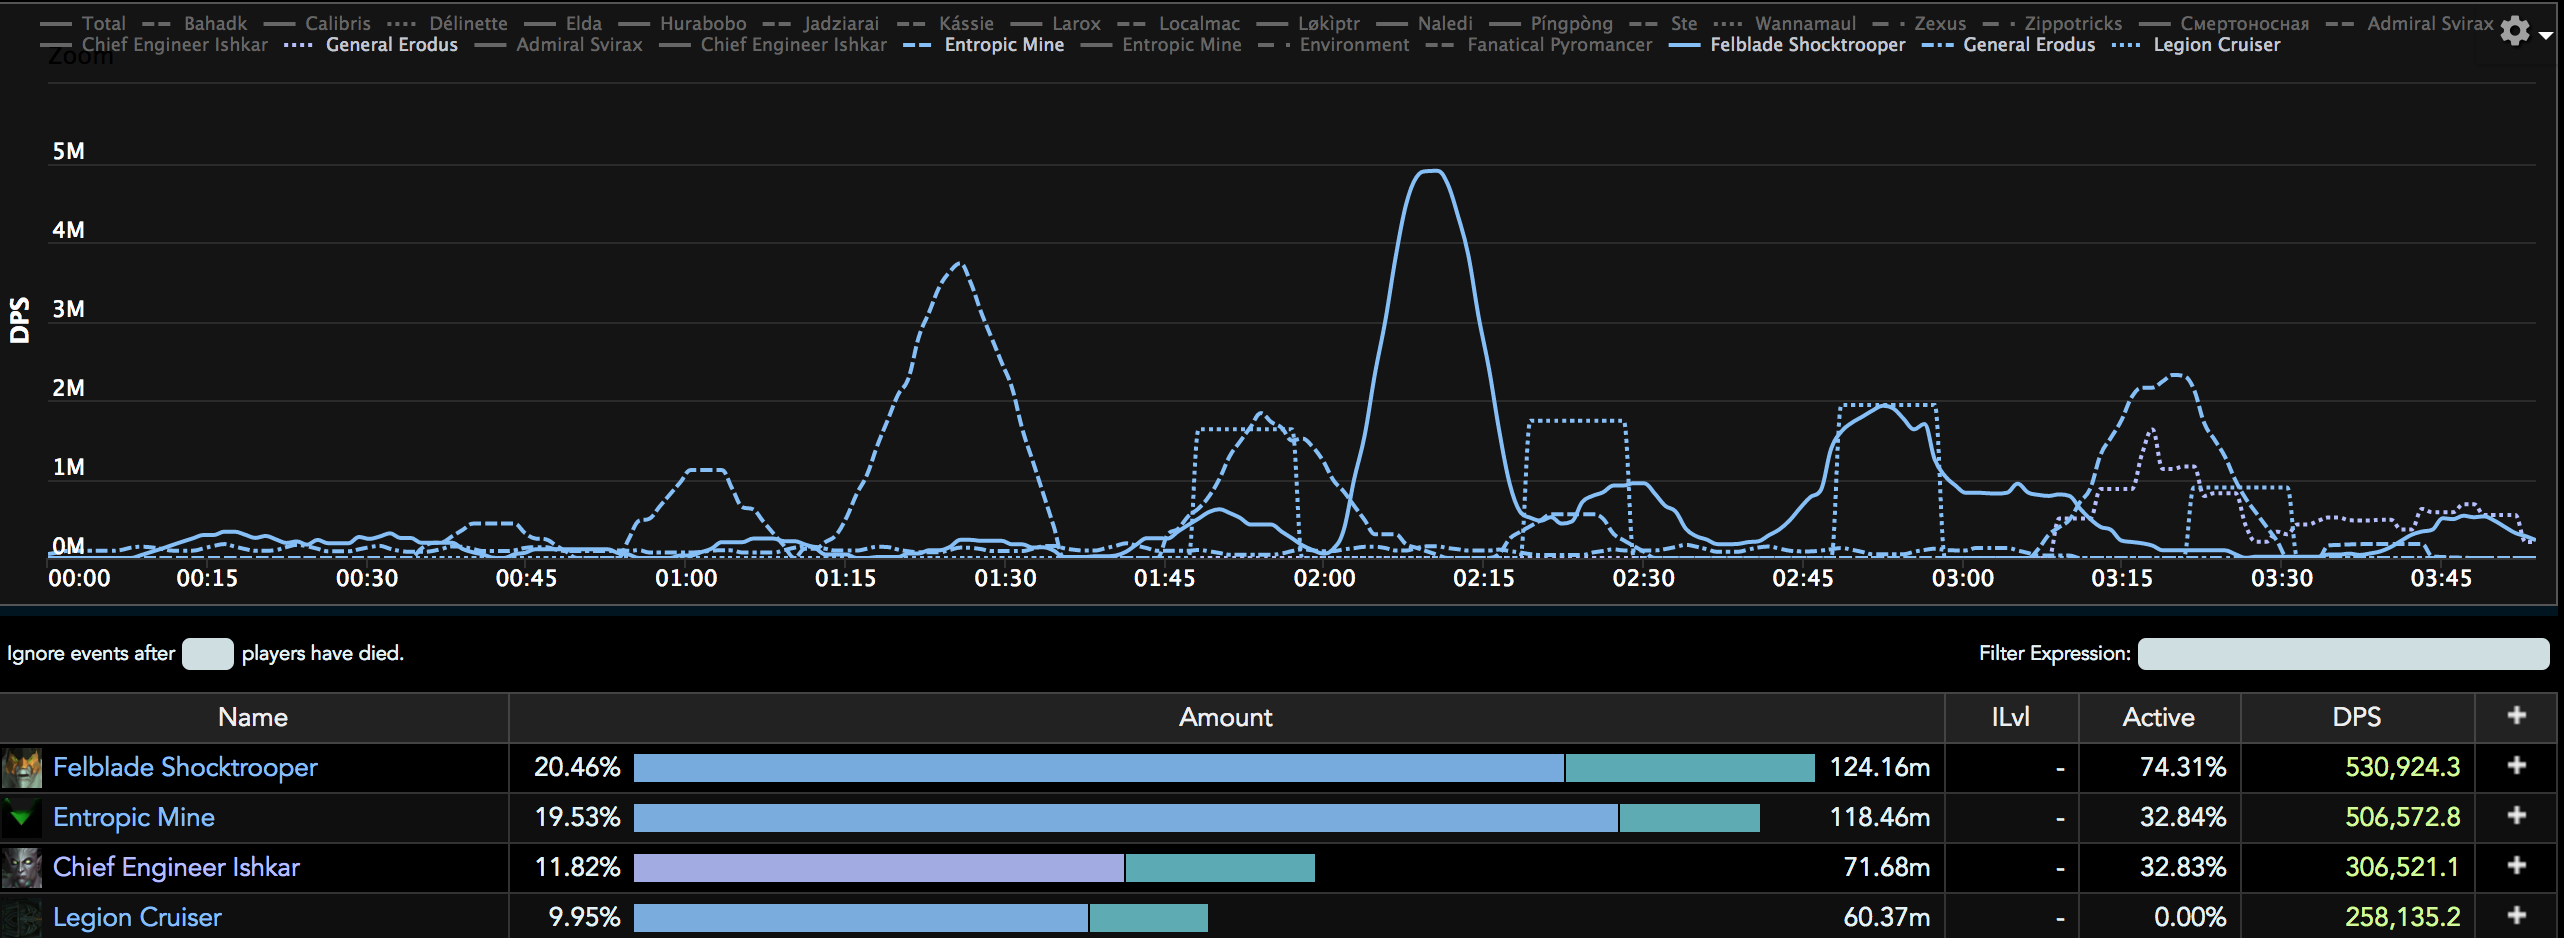 Total Bahadk Calibris Délinette Elda Hurabobo Jadziarai Kássie Larox Localmac Løkìptr Naledi Píngpòng Ste Wannamaul Zexus Zippotricks Смертоносная Admiral Svirax
Chief Engineer Ishkar General Erodus Admiral Svirax Chief Engineer Ishkar Entropic Mine Entropic Mine Environment Fanatical Pyromancer Felblade Shocktrooper General Erodus Legion Cruiser
Zoom
5M
4M
3M
2M
1M
0M
DPS
00:00 00:15 00:30 00:45 01:00 01:15 01:30 01:45 02:00 02:15 02:30 02:45 03:00 03:15 03:30 03:45
Ignore events after players have died. Filter Expression:
Name Amount ILvl Active DPS +
Felblade Shocktrooper 20.46% 124.16m - 74.31% 530,924.3 +
Entropic Mine 19.53% 118.46m - 32.84% 506,572.8 +
Chief Engineer Ishkar 11.82% 71.68m - 32.83% 306,521.1 +
Legion Cruiser 9.95% 60.37m - 0.00% 258,135.2 +